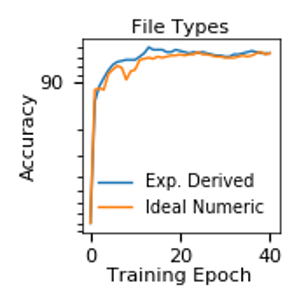 File Types
90
Accuracy
Exp. Derived
Ideal Numeric
0 20 40
Training Epoch